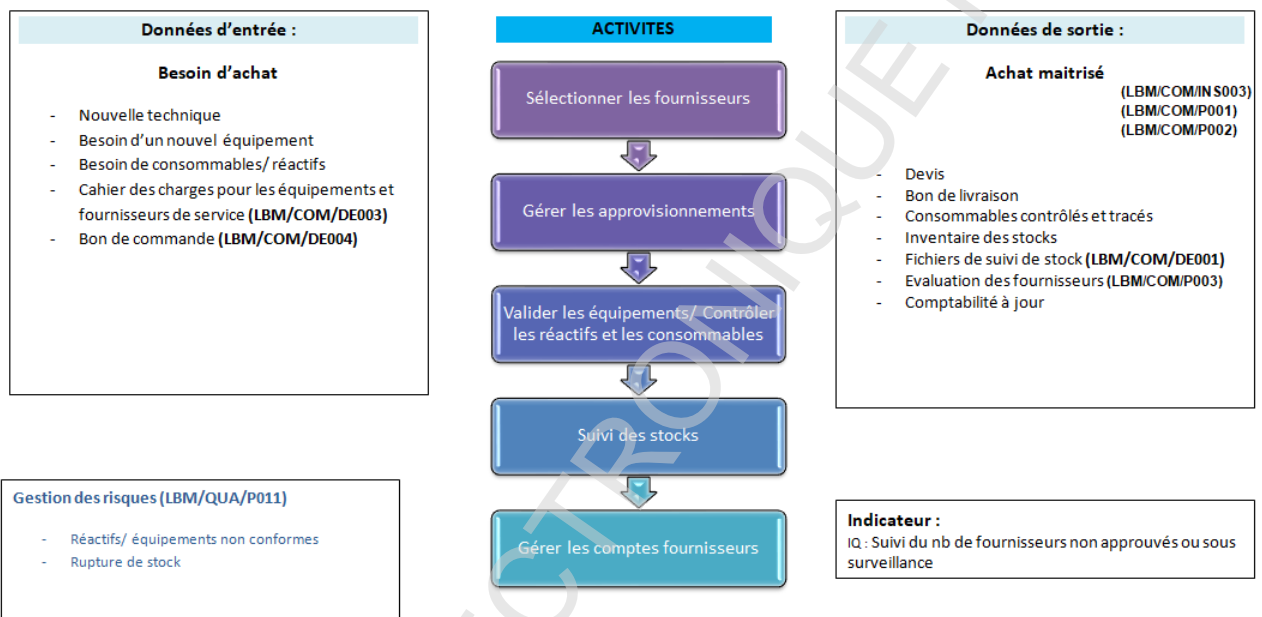 Données d'entrée :
Besoin d'achat
- Nouvelle technique
- Besoin d'un nouvel équipement
- Besoin de consommables/ réactifs
- Cahier des charges pour les équipements et
fournisseurs de service (LBM/COM/DE003)
- Bon de commande (LBM/COM/DE004)
Gestion des risques (LBM/QUA/P011)
- Réactifs/ équipements non conformes
- Rupture de stock
ACTIVITES
Sélectionner les fournisseurs
Gérer les approvisionnements
Valider les équipements/ Contrôler
les réactifs et les consommables
Suivi des stocks
Gérer les comptes fournisseurs
Données de sortie :
Achat maitrisé
(LBM/COM/INS003)
(LBM/COM/P001)
(LBM/COM/P002)
- Devis
- Bon de livraison
- Consommables contrôlés et tracés
- Inventaire des stocks
- Fichiers de suivi de stock (LBM/COM/DE001)
- Evaluation des fournisseurs (LBM/COM/P003)
- Comptabilité à jour
Indicateur :
IQ : Suivi du nb de fournisseurs non approuvés ou sous
surveillance
CTRONIQUE